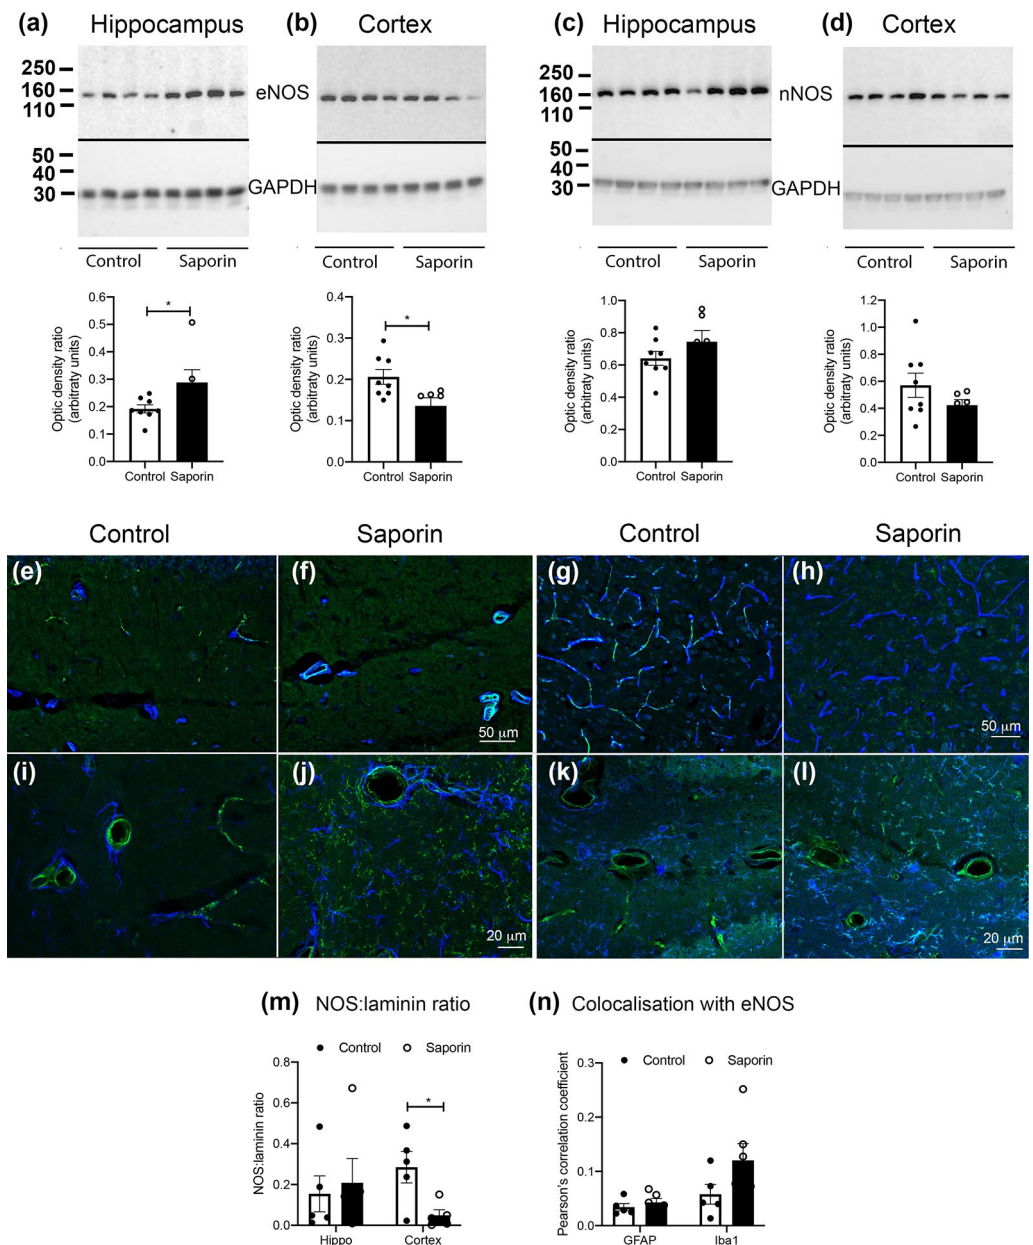 (a) Hippocampus (b) Cortex (c) Hippocampus (d) Cortex
250
160
110
eNOS
250
160
110
nNOS
50
40
30
GAPDH
50
40
30
GAPDH
Control Saporin Control Saporin Control Saporin Control Saporin
Optic density ratio
(arbitraty units)
0.6
0.5
0.4
0.3
0.2
0.1
0.0
*
Control Saporin
Optic density ratio
(arbitraty units)
0.4
0.3
0.2
0.1
0.0
*
Control Saporin
Optic density ratio
(arbitraty units)
1.0
0.8
0.6
0.4
0.2
0.0
Control Saporin
Optic density ratio
(arbitraty units)
1.2
1.0
0.8
0.6
0.4
0.2
0.0
Control Saporin
Control Saporin Control Saporin
(e) (f) (g) (h)
50 μm 50 μm
(i) (j) (k) (l)
20 μm 20 μm
(m) NOS:laminin ratio
Control Saporin
NOS:laminin ratio
0.8
0.6
0.4
0.2
0.0
*
Hippo Cortex
(n) Colocalisation with eNOS
Control Saporin
Pearson's correlation coefficient
0.3
0.2
0.1
0.0
GFAP Iba1